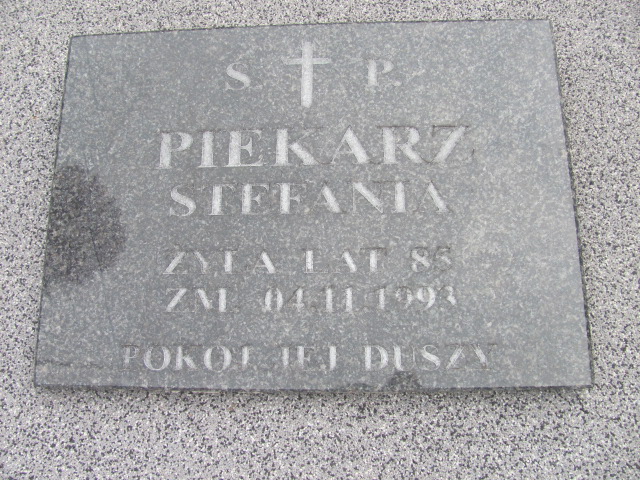 S. P.
PIEKARZ
STEFANIA
ŻYŁA LAT 85
ZM. 04.11.1993
POKÓJ JEJ DUSZY